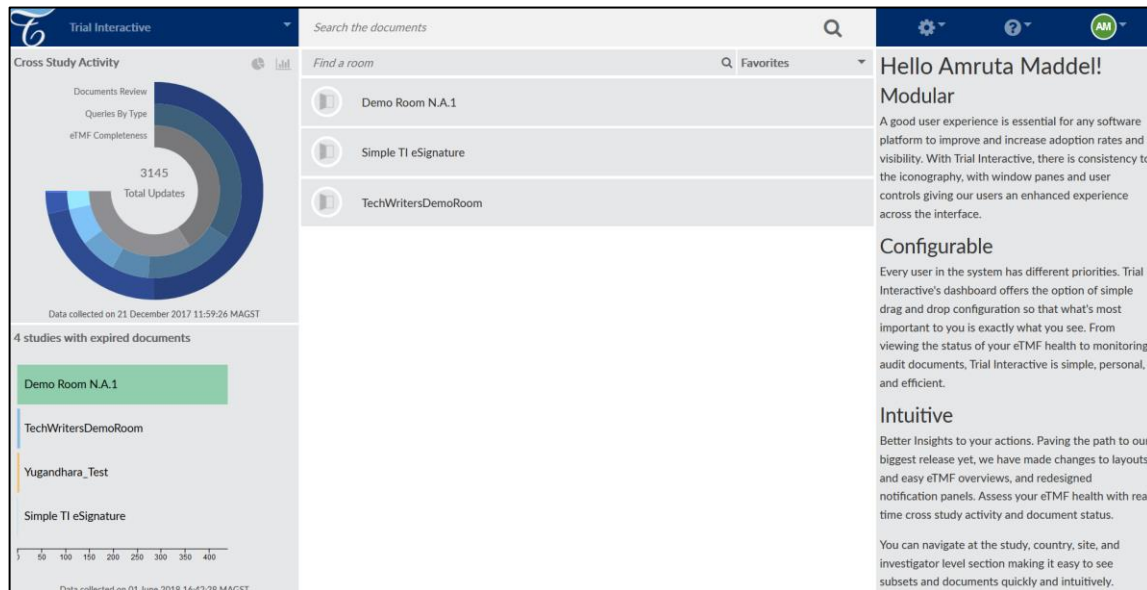 Trial Interactive
Search the documents
AM
Cross Study Activity
Documents Review
Queries By Type
eTMF Completeness
3145
Total Updates
Data collected on 21 December 2017 11:59:26 MAGST
4 studies with expired documents
Demo Room N.A.1
TechWritersDemoRoom
Yugandhara_Test
Simple TI eSignature
50 100 150 200 250 300 350 400
Data collected on 01 June 2018 16:42:28 MAGST
Find a room
Favorites
Demo Room N.A.1
Simple TI eSignature
TechWritersDemoRoom
Hello Amruta Maddel!
Modular
A good user experience is essential for any software
platform to improve and increase adoption rates and
visibility. With Trial Interactive, there is consistency to
the iconography, with window panes and user
controls giving our users an enhanced experience
across the interface.
Configurable
Every user in the system has different priorities. Trial
Interactive's dashboard offers the option of simple
drag and drop configuration so that what's most
important to you is exactly what you see. From
viewing the status of your eTMF health to monitoring
audit documents, Trial Interactive is simple, personal,
and efficient.
Intuitive
Better Insights to your actions. Paving the path to our
biggest release yet, we have made changes to layouts
and easy eTMF overviews, and redesigned
notification panels. Assess your eTMF health with rea
time cross study activity and document status.
You can navigate at the study, country, site, and
investigator level section making it easy to see
subsets and documents quickly and intuitively.